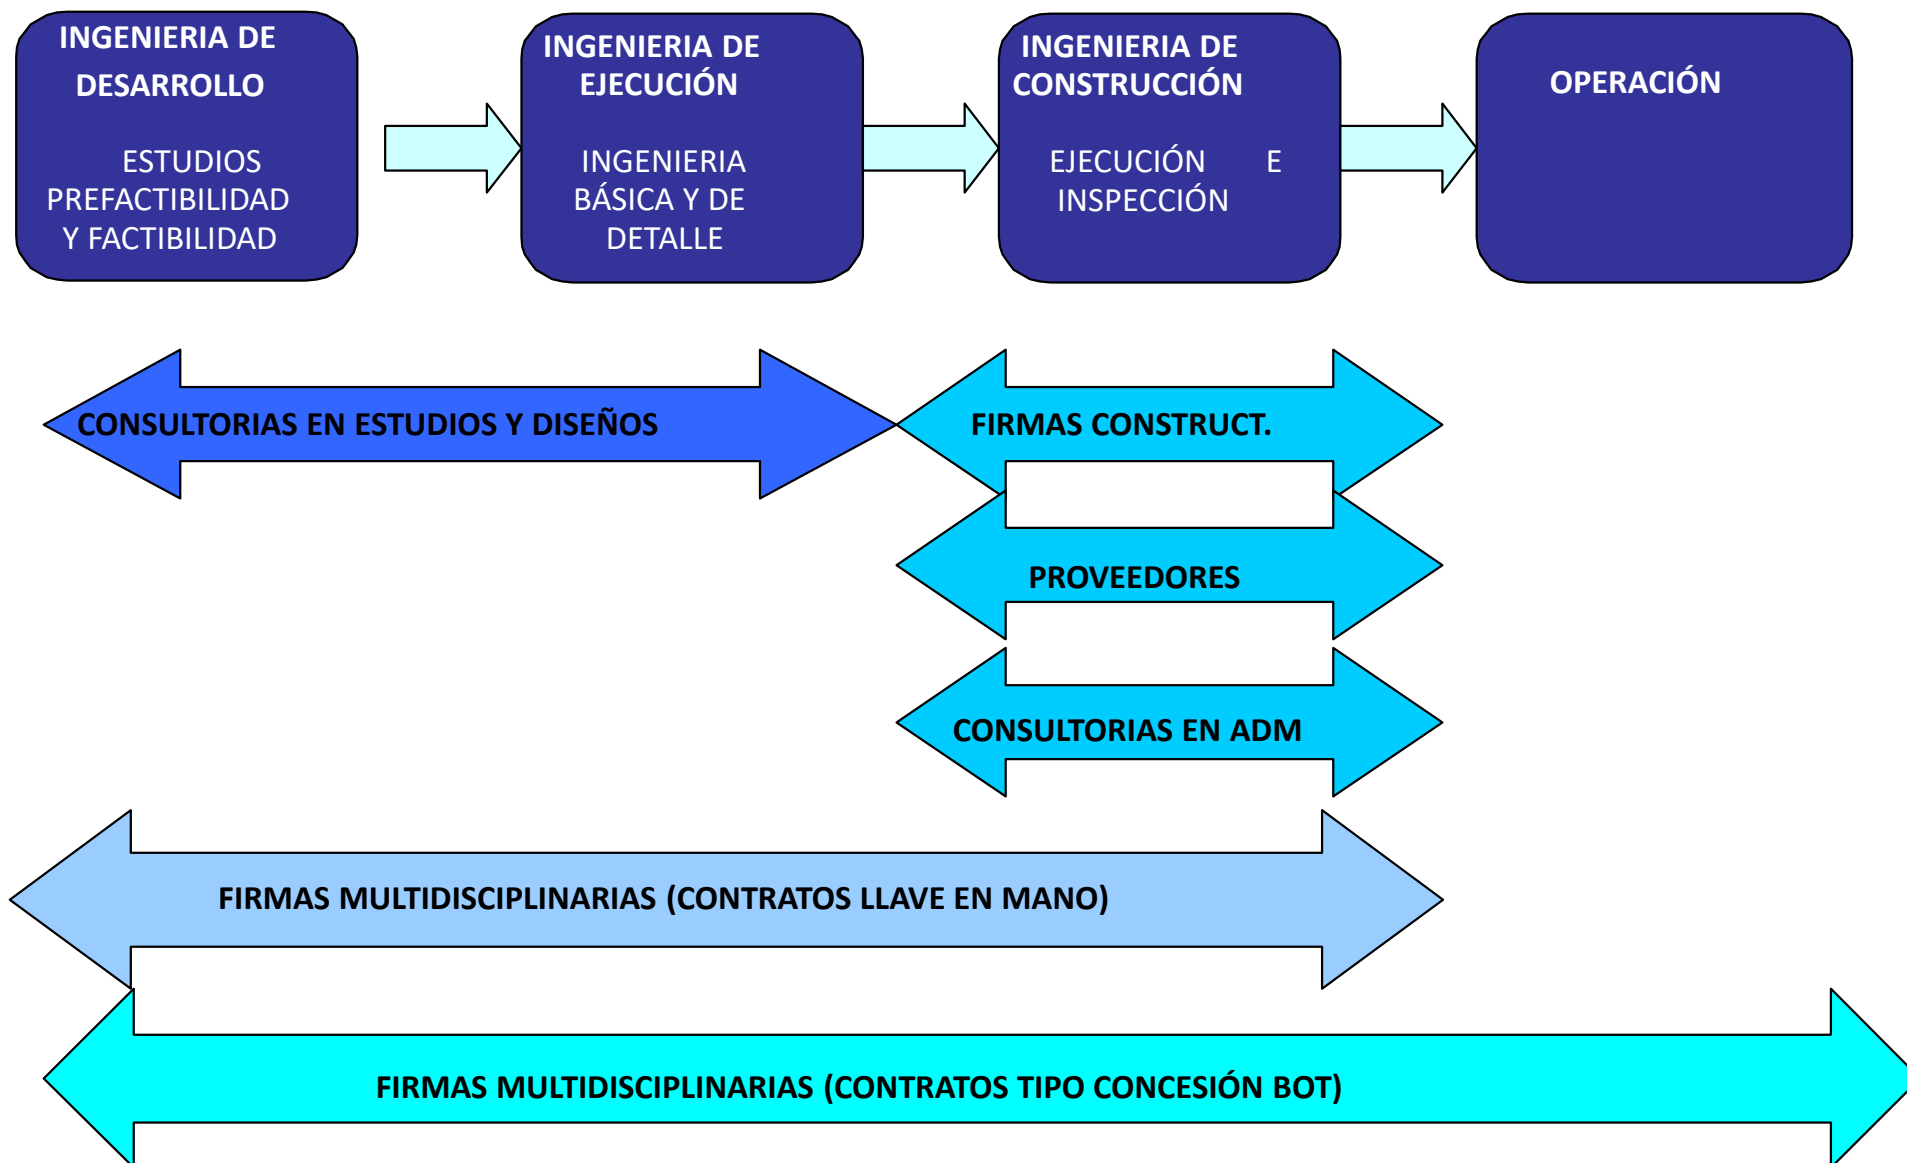 INGENIERIA DE
DESARROLLO
ESTUDIOS
PREFACTIBILIDAD
Y FACTIBILIDAD
INGENIERIA DE
EJECUCIÓN
INGENIERIA
BÁSICA Y DE
DETALLE
INGENIERIA DE
CONSTRUCCIÓN
EJECUCIÓN E
INSPECCIÓN
OPERACIÓN
CONSULTORIAS EN ESTUDIOS Y DISEÑOS
FIRMAS CONSTRUCT.
PROVEEDORES
CONSULTORIAS EN ADM
FIRMAS MULTIDISCIPLINARIAS (CONTRATOS LLAVE EN MANO)
FIRMAS MULTIDISCIPLINARIAS (CONTRATOS TIPO CONCESIÓN BOT)